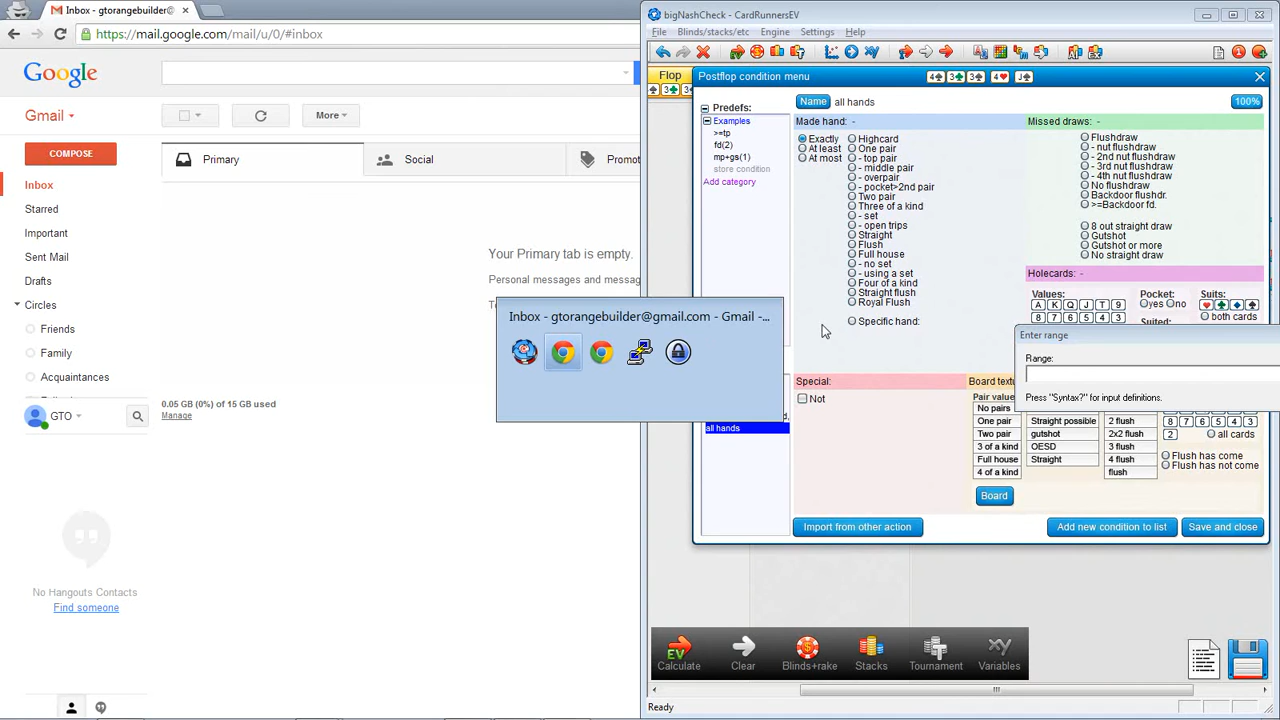 Inbox - gtorangebuilder@
https://mail.google.com/mail/u/0/#inbox
Google
Gmail
More
COMPOSE
Primary
Social
Promot
Inbox
Starred
Important
Sent Mail
Drafts
Circles
Friends
Family
Acquaintances
GTO
Your Primary tab is empty.
Personal messages and messag
To
0.05 GB (0%) of 15 GB used
Manage
No Hangouts Contacts
Find someone
Inbox - gtorangebuilder@gmail.com - Gmail -...
bigNashCheck - CardRunnersEV
File Blinds/stacks/etc Engine Settings Help
Flop
Postflop condition menu
4♠ 3♣ 3♠ 4♥ J♠
Predefs:
Examples
>=tp
fd(2)
mp+gs(1)
store condition
Add category
all hands
Name all hands
100%
Made hand: -
Exactly
At least
At most
Highcard
One pair
- top pair
- middle pair
- overpair
- pocket>2nd pair
Two pair
Three of a kind
- set
- open trips
Straight
Flush
Full house
- no set
- using a set
Four of a kind
Straight flush
Royal Flush
Specific hand:
Missed draws: -
Flushdraw
- nut flushdraw
- 2nd nut flushdraw
- 3rd nut flushdraw
- 4th nut flushdraw
No flushdraw
Backdoor flushdr.
>=Backdoor fd.
8 out straight draw
Gutshot
Gutshot or more
No straight draw
Holecards: -
Values:
A K Q J T 9
8 7 6 5 4 3
Pocket:
yes no
Suited:
Suits:
both cards
Enter range
Range:
Press "Syntax?" for input definitions.
Special:
Not
Board textu
Pair value
No pairs
One pair
Two pair
3 of a kind
Full house
4 of a kind
Straight possible
gutshot
OESD
Straight
2 flush
2x2 flush
3 flush
4 flush
flush
8 7 6 5 4 3
2
all cards
Flush has come
Flush has not come
Board
Import from other action
Add new condition to list
Save and close
EV
Calculate
Clear
Blinds+rake
Stacks
Tournament
XY
Variables
Ready